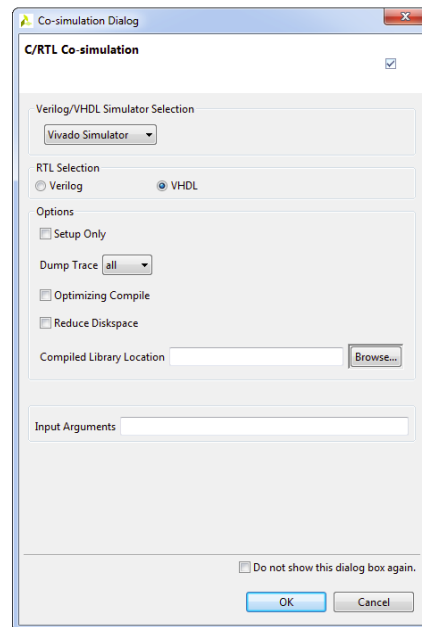 Co-simulation Dialog
C/RTL Co-simulation
Verilog/VHDL Simulator Selection
Vivado Simulator
RTL Selection
Verilog VHDL
Options
Setup Only
Dump Trace all
Optimizing Compile
Reduce Diskspace
Compiled Library Location Browse...
Input Arguments
Do not show this dialog box again.
OK Cancel